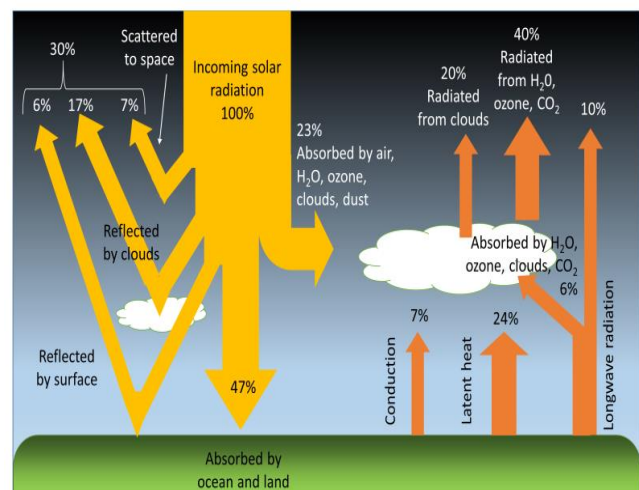 30%
6% 17% 7%
Scattered
to space
Incoming solar
radiation
100%
23%
Absorbed by air,
H₂O, ozone,
clouds, dust
Reflected
by clouds
Reflected
by surface
47%
Absorbed by
ocean and land
20%
Radiated
from clouds
40%
Radiated
from H₂O,
ozone, CO₂
10%
Absorbed by H₂O,
ozone, clouds, CO₂
6%
7%
Conduction
24%
Latent heat
Longwave radiation